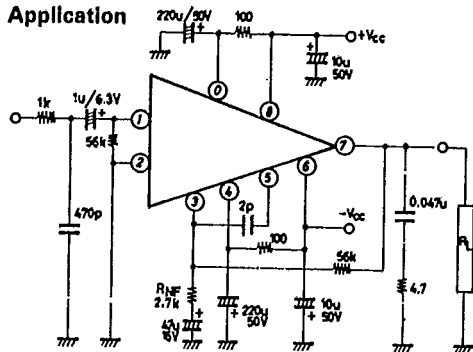 Application
220u/50V
100
+Vcc
10u
50V
1k
1u/6.3V
56k
470p
1
2
0
8
7
6
5
4
3
2p
100
-Vcc
56k
0.047u
4.7
RL
RNF
2.7k
47u
220u
50V
10u
50V